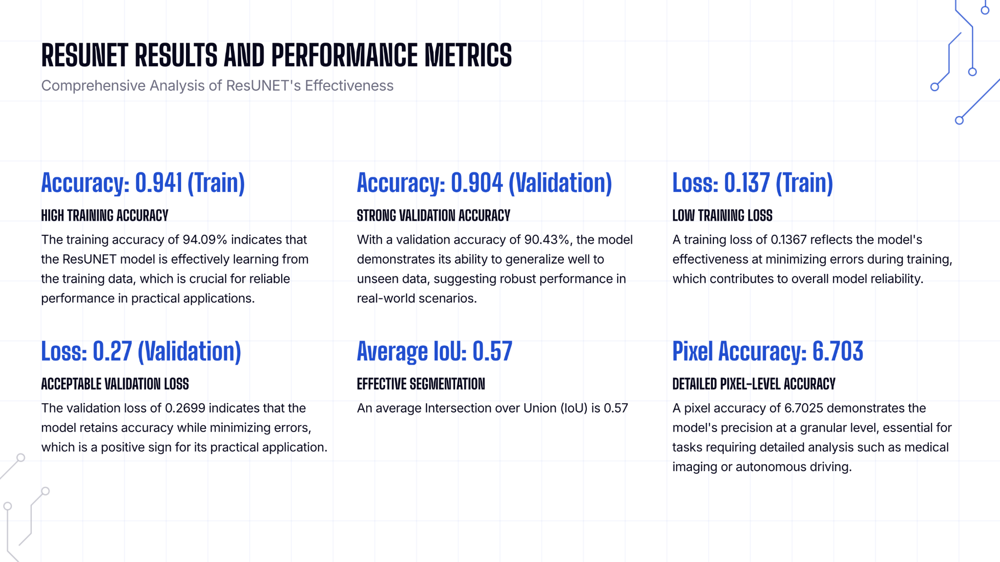 RESUNET RESULTS AND PERFORMANCE METRICS
Comprehensive Analysis of ResUNET's Effectiveness
Accuracy: 0.941 (Train)
HIGH TRAINING ACCURACY
The training accuracy of 94.09% indicates that
the ResUNET model is effectively learning from
the training data, which is crucial for reliable
performance in practical applications.
Accuracy: 0.904 (Validation)
STRONG VALIDATION ACCURACY
With a validation accuracy of 90.43%, the model
demonstrates its ability to generalize well to
unseen data, suggesting robust performance in
real-world scenarios.
Loss: 0.137 (Train)
LOW TRAINING LOSS
A training loss of 0.1367 reflects the model's
effectiveness at minimizing errors during training,
which contributes to overall model reliability.
Loss: 0.27 (Validation)
ACCEPTABLE VALIDATION LOSS
The validation loss of 0.2699 indicates that the
model retains accuracy while minimizing errors,
which is a positive sign for its practical application.
Average IoU: 0.57
EFFECTIVE SEGMENTATION
An average Intersection over Union (IoU) is 0.57
Pixel Accuracy: 6.703
DETAILED PIXEL-LEVEL ACCURACY
A pixel accuracy of 6.7025 demonstrates the
model's precision at a granular level, essential for
tasks requiring detailed analysis such as medical
imaging or autonomous driving.